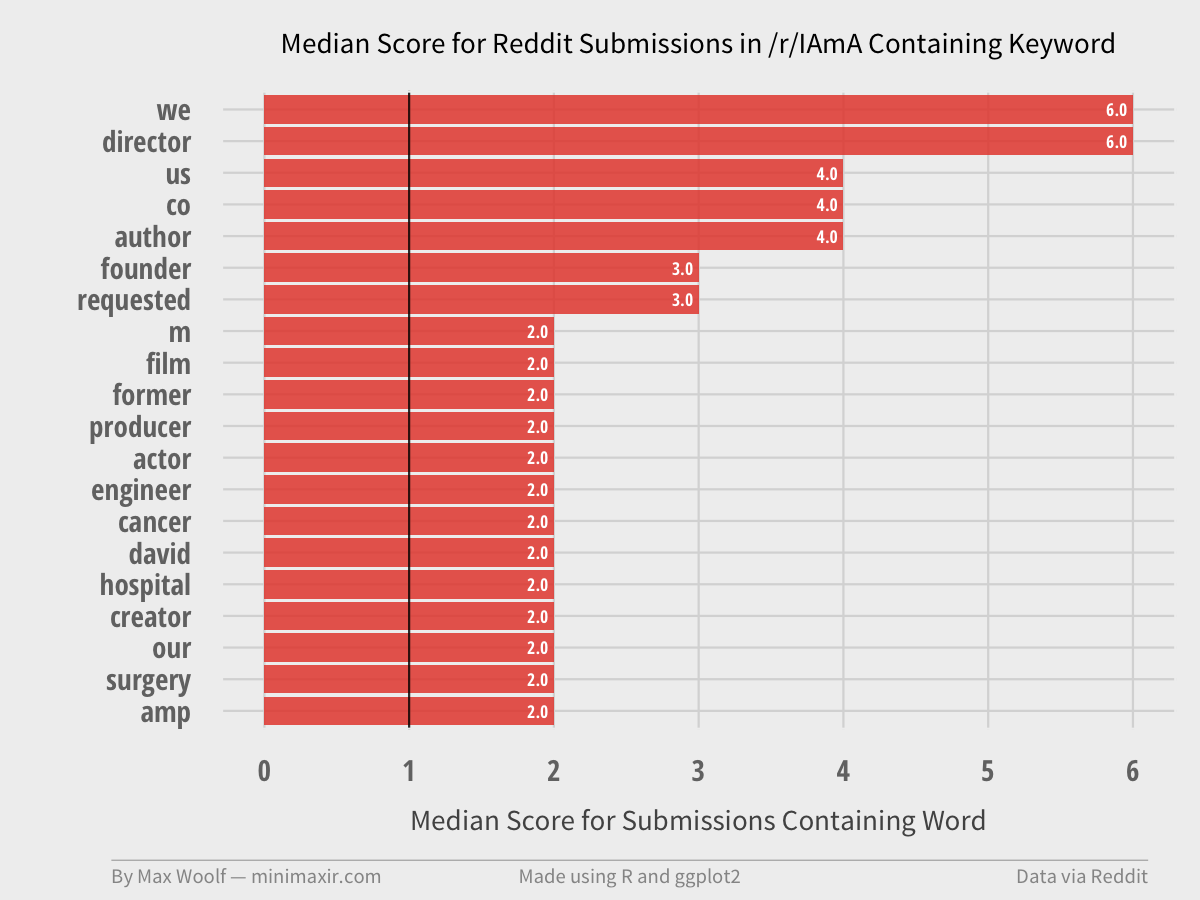 Median Score for Reddit Submissions in /r/IAmA Containing Keyword
we 6.0
director 6.0
us 4.0
co 4.0
author 4.0
founder 3.0
requested 3.0
m 2.0
film 2.0
former 2.0
producer 2.0
actor 2.0
engineer 2.0
cancer 2.0
david 2.0
hospital 2.0
creator 2.0
our 2.0
surgery 2.0
amp 2.0
0 1 2 3 4 5 6
Median Score for Submissions Containing Word
By Max Woolf — minimaxir.com Made using R and ggplot2 Data via Reddit